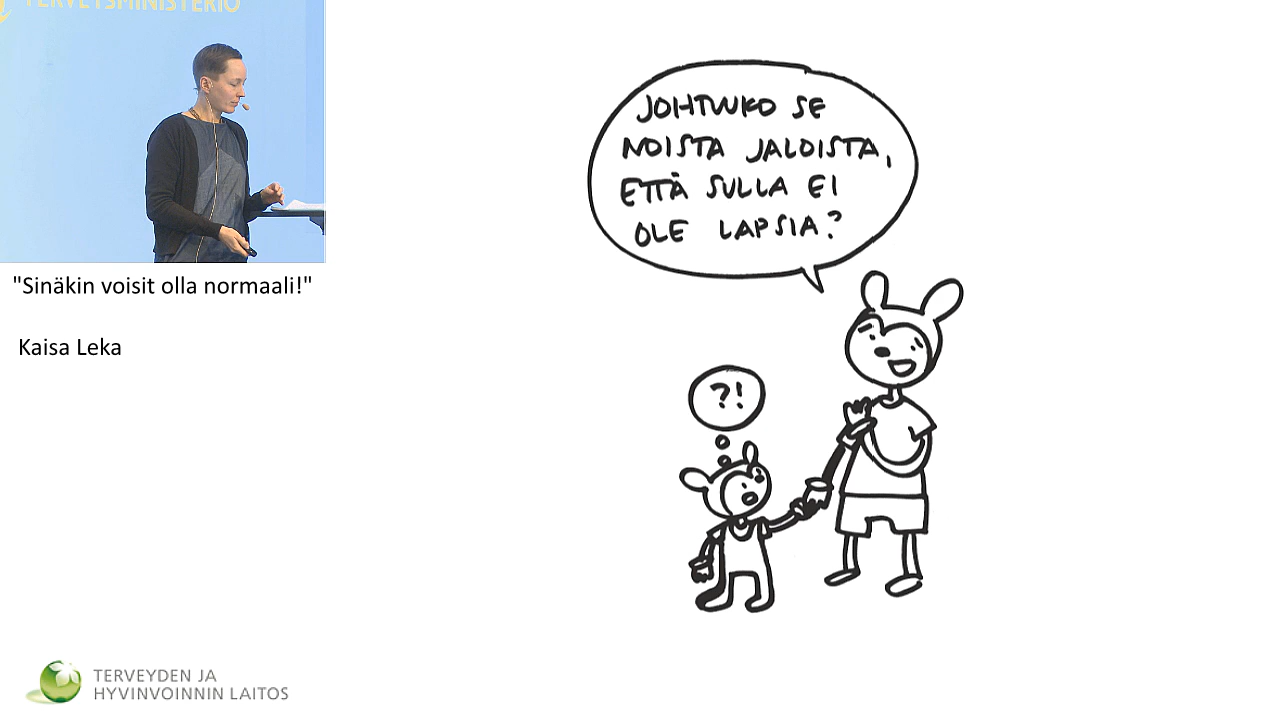 TERVEYSMINISTERIÖ
"Sinäkin voisit olla normaali!"
Kaisa Leka
JOHTUUKO SE
NOISTA JALOISTA,
ETTÄ SULLA EI
OLE LAPSIA?
?!
TERVEYDEN JA
HYVINVOINNIN LAITOS